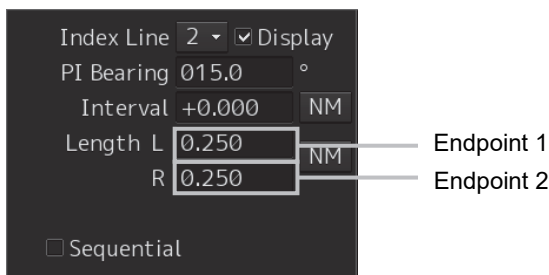 Index Line 2 Display
PI Bearing 015.0 °
Interval +0.000 NM
Length L 0.250 NM Endpoint 1
R 0.250 Endpoint 2
Sequential